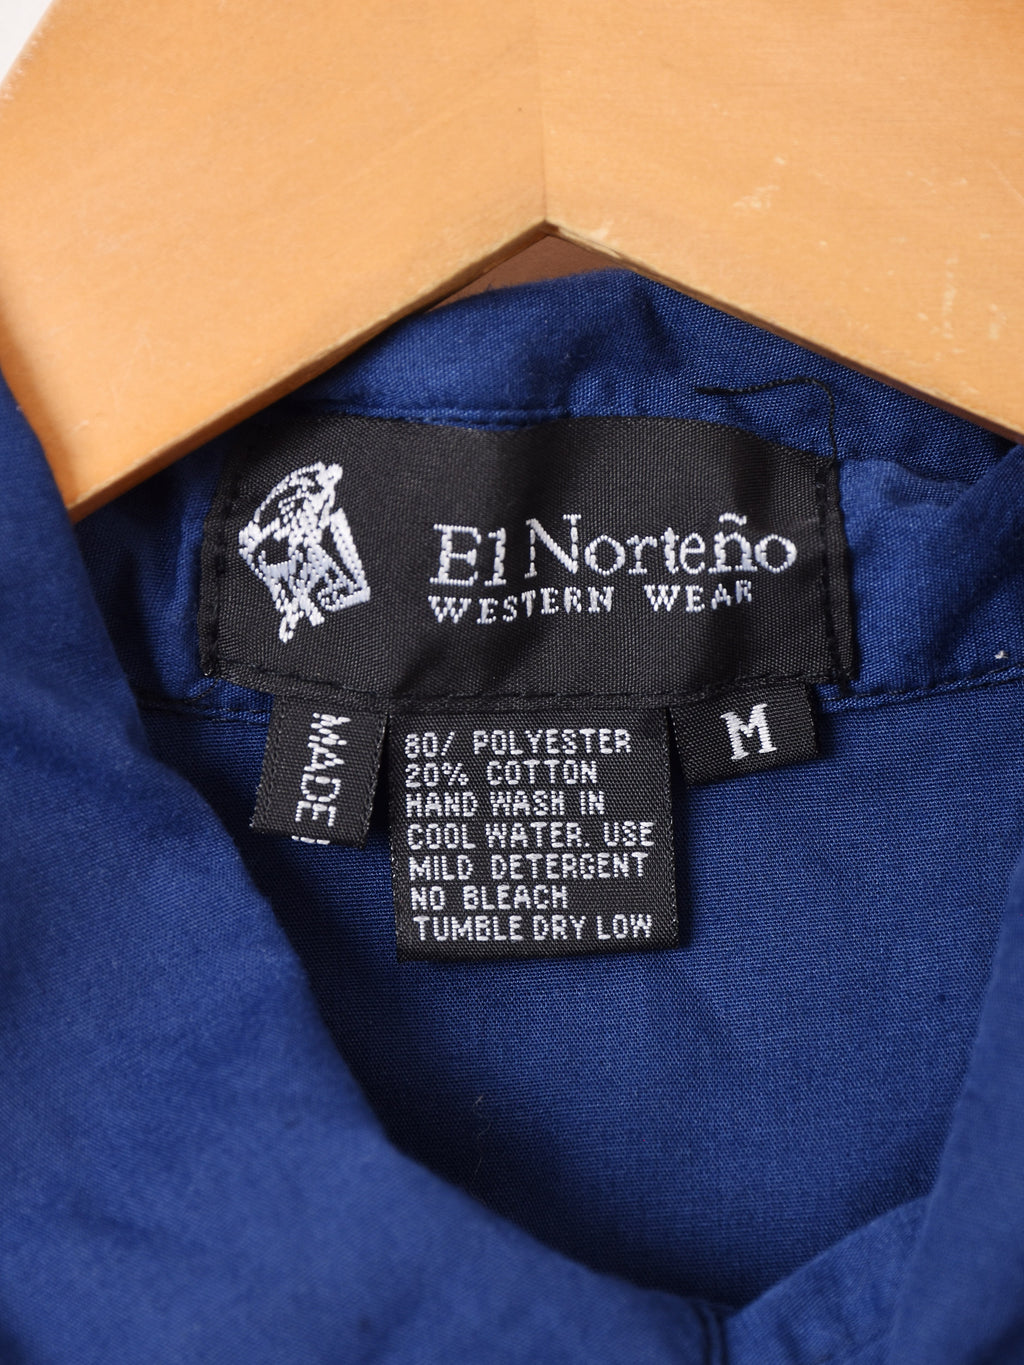 El Norteño
WESTERN WEAR
MADE
M
80/ POLYESTER
20% COTTON
HAND WASH IN
COOL WATER. USE
MILD DETERGENT
NO BLEACH
TUMBLE DRY LOW